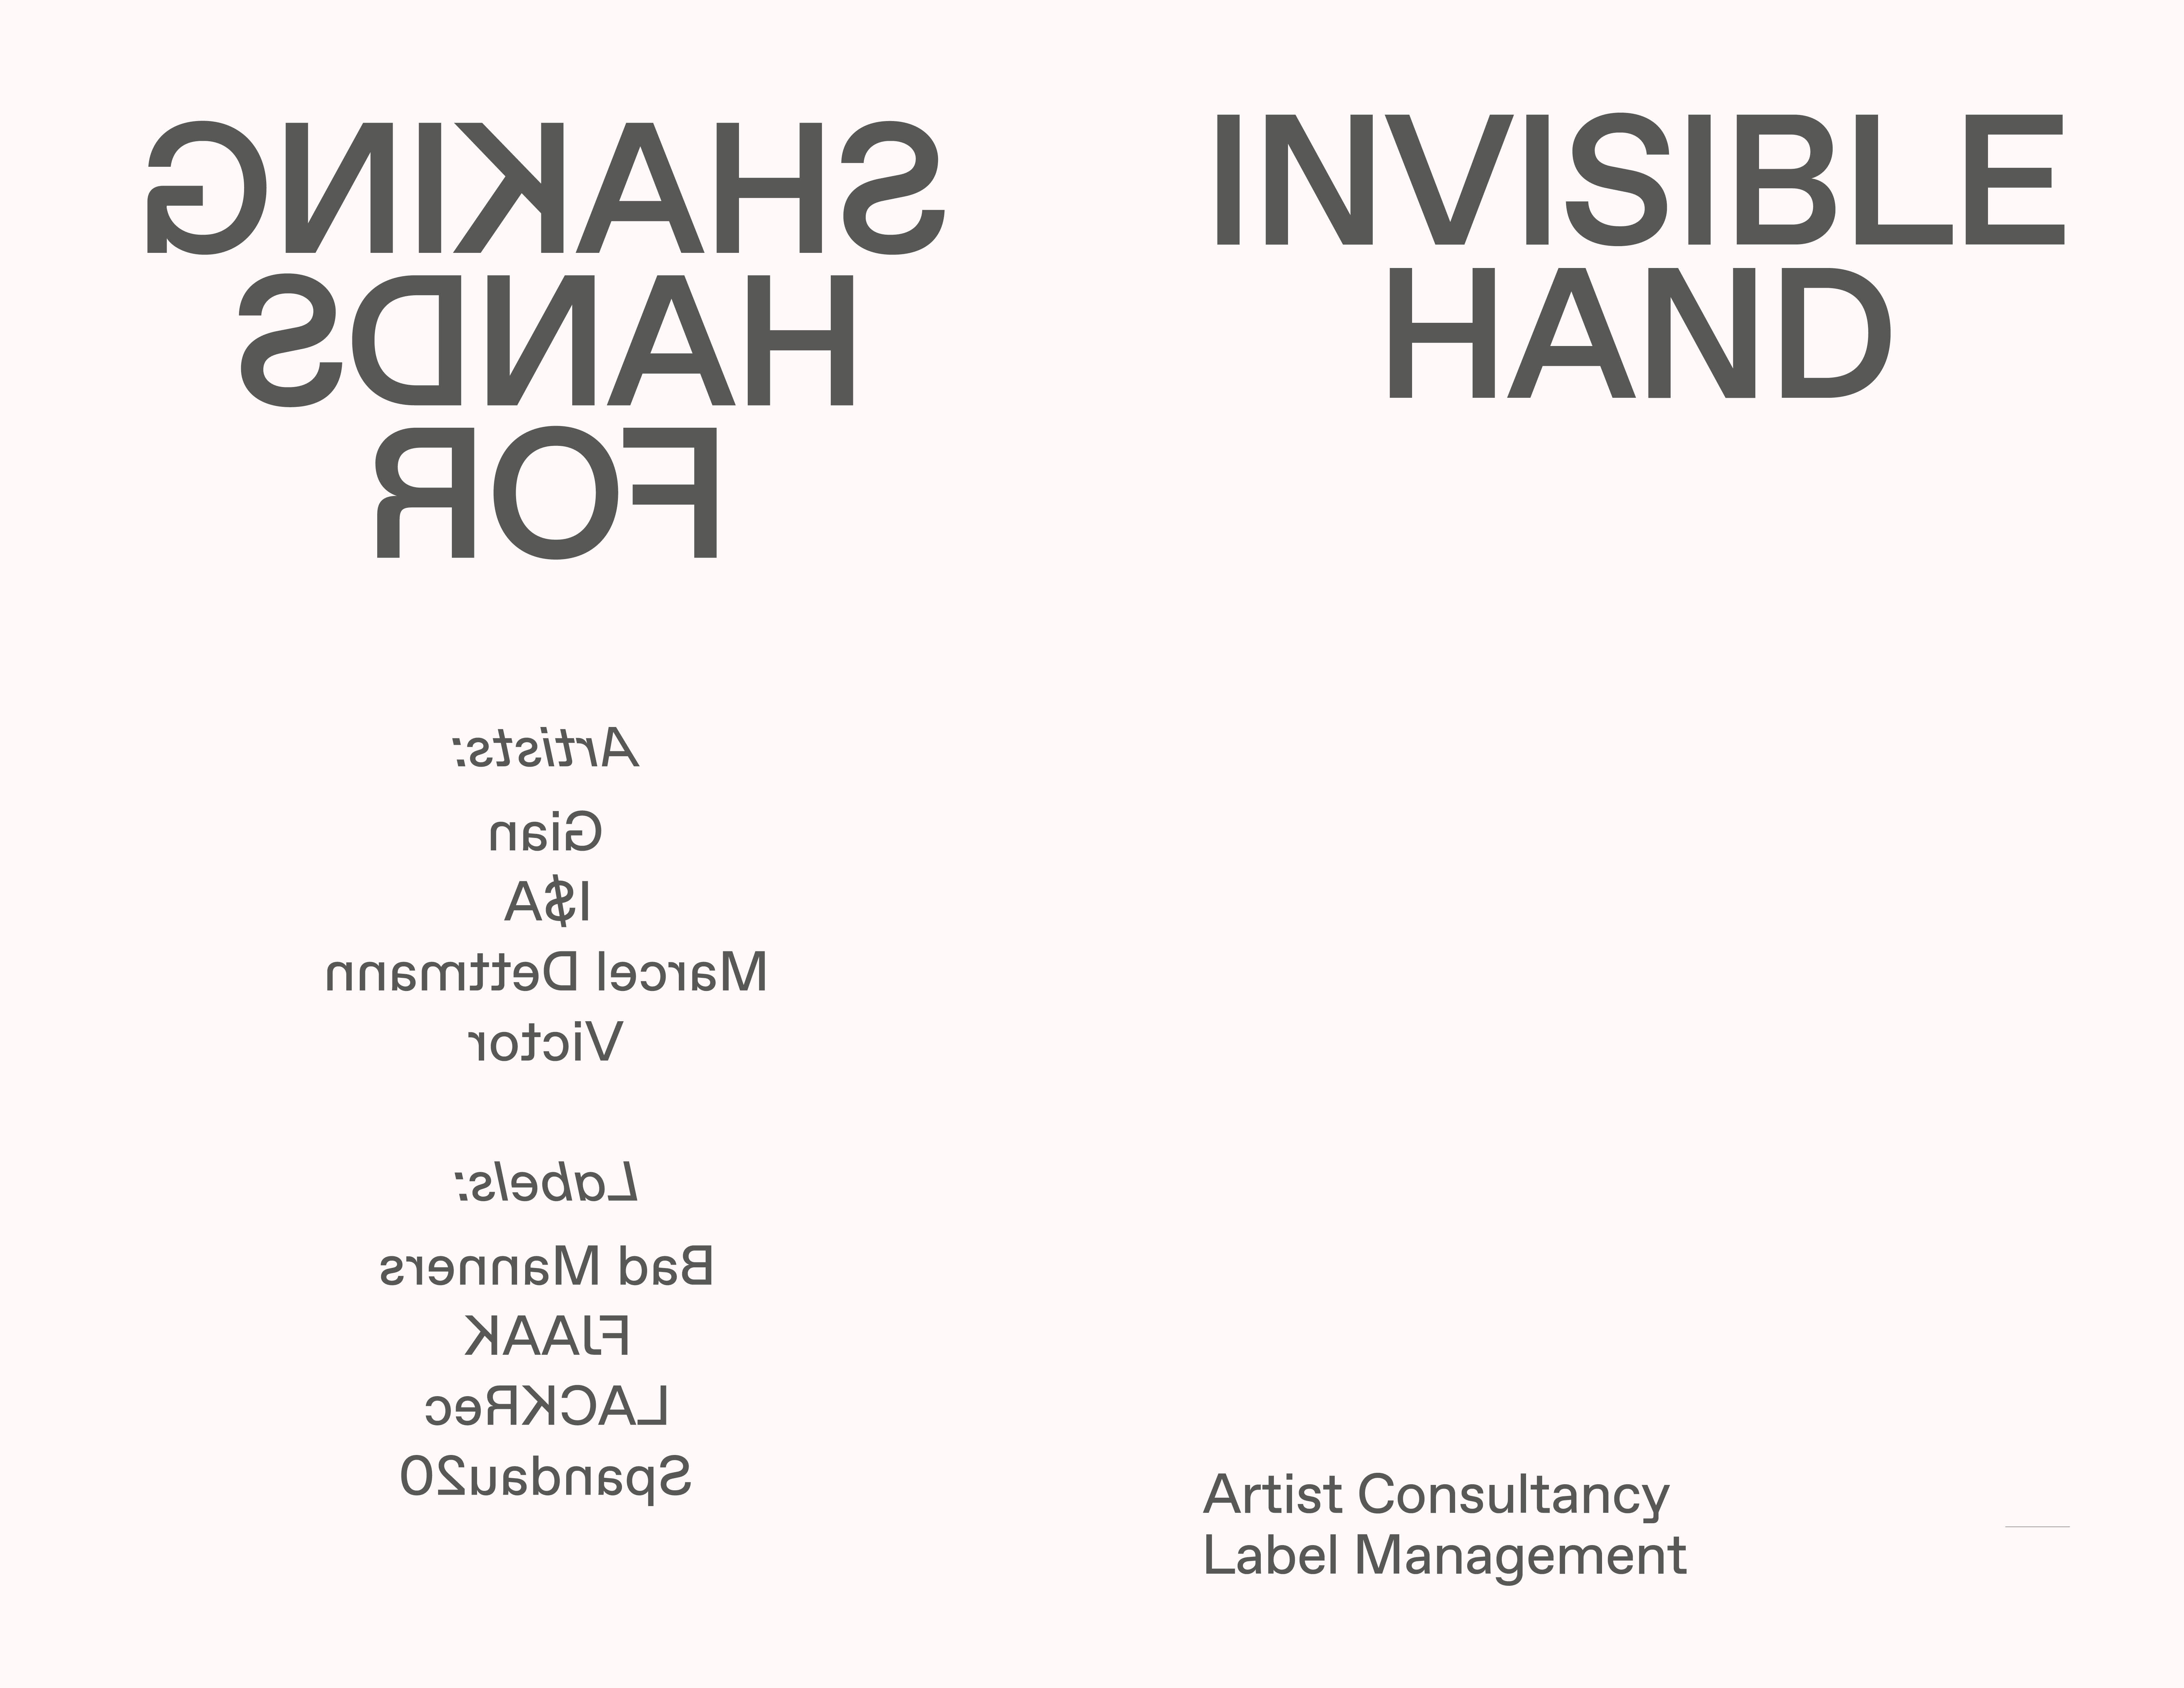 SHAKING
HANDS
FOR
Artists:
Gian
I$A
Marcel Dettmann
Victor
Labels:
Bad Manners
FJAAK
LACKRec
Spandau20
INVISIBLE
HAND
Artist Consultancy
Label Management